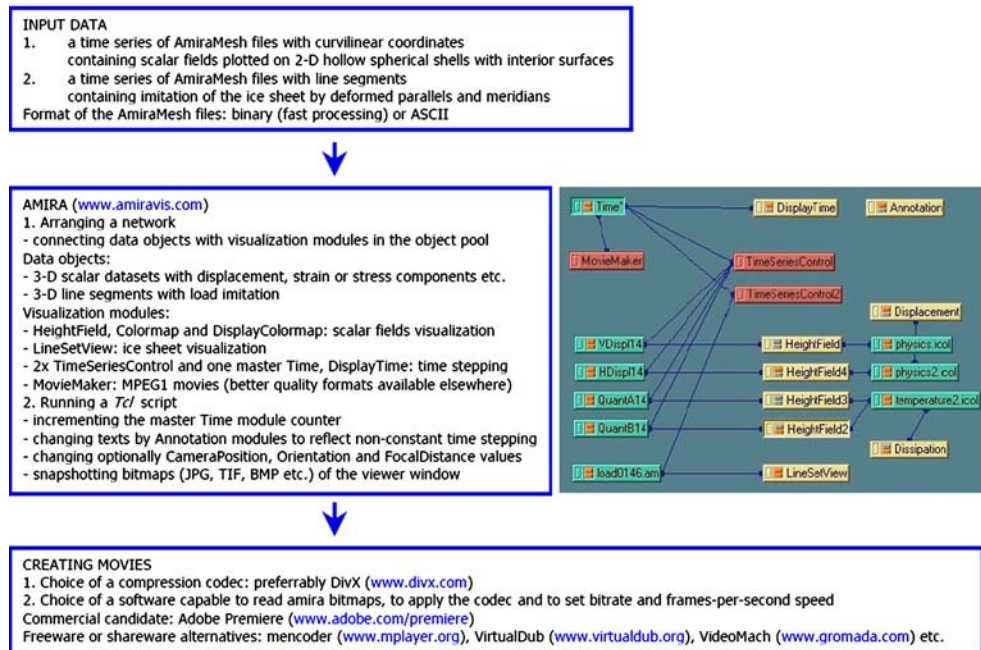 INPUT DATA
1. a time series of AmiraMesh files with curvilinear coordinates
containing scalar fields plotted on 2-D hollow spherical shells with interior surfaces
2. a time series of AmiraMesh files with line segments
containing imitation of the ice sheet by deformed parallels and meridians
Format of the AmiraMesh files: binary (fast processing) or ASCII
AMIRA (www.amiravis.com)
1. Arranging a network
- connecting data objects with visualization modules in the object pool
Data objects:
- 3-D scalar datasets with displacement, strain or stress components etc.
- 3-D line segments with load imitation
Visualization modules:
- HeightField, Colormap and DisplayColormap: scalar fields visualization
- LineSetView: ice sheet visualization
- 2x TimeSeriesControl and one master Time, DisplayTime: time stepping
- MovieMaker: MPEG1 movies (better quality formats available elsewhere)
2. Running a Tcl script
- incrementing the master Time module counter
- changing texts by Annotation modules to reflect non-constant time stepping
- changing optionally CameraPosition, Orientation and FocalDistance values
- snapshotting bitmaps (JPG, TIF, BMP etc.) of the viewer window
Time*
DisplayTime
Annotation
MovieMaker
TimeSeriesControl
TimeSeriesControl2
Displacement
VDispl14
HeightField
physics.icol
HDispl14
HeightField4
physics2.icol
QuantA14
HeightField3
temperature2.icol
QuantB14
HeightField2
Dissipation
load0146.am
LineSetView
CREATING MOVIES
1. Choice of a compression codec: preferrably DivX (www.divx.com)
2. Choice of a software capable to read amira bitmaps, to apply the codec and to set bitrate and frames-per-second speed
Commercial candidate: Adobe Premiere (www.adobe.com/premiere)
Freeware or shareware alternatives: mencoder (www.mplayer.org), VirtualDub (www.virtualdub.org), VideoMach (www.gromada.com) etc.